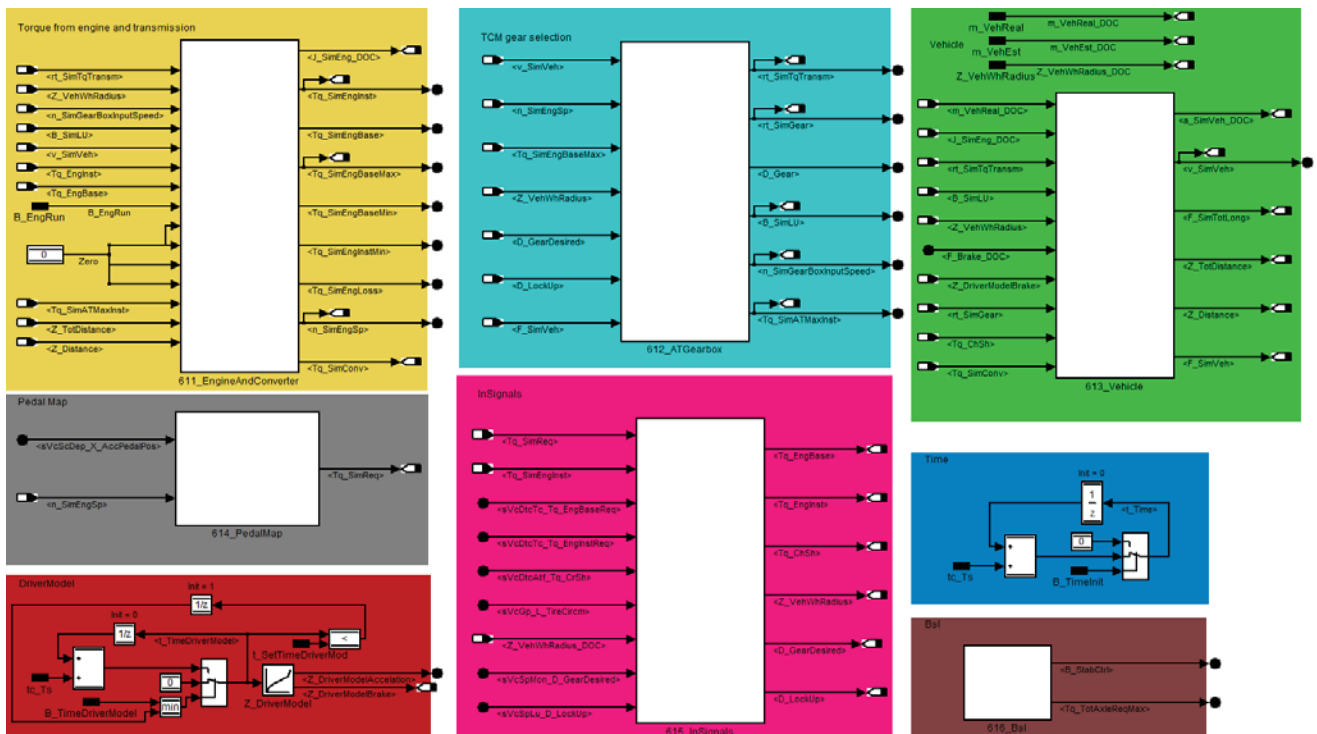 Torque from engine and transmission
<rt_SimTqTransm>
<Z_VehWhRadius>
<n_SimGearBoxInputSpeed>
<B_SimLU>
<v_SimVeh>
<Tq_EngInst>
<Tq_EngBase>
B_EngRun
B_EngRun
0
Zero
<Tq_SimATMaxInst>
<Z_TotDistance>
<Z_Distance>
<J_SimEng_DOC>
<Tq_SimEngInst>
<Tq_SimEngBase>
<Tq_SimEngBaseMax>
<Tq_SimEngBaseMin>
<Tq_SimEngInstMin>
<Tq_SimEngLoss>
<n_SimEngSp>
<Tq_SimConv>
611_EngineAndConverter
TCM gear selection
<v_SimVeh>
<n_SimEngSp>
<Tq_SimEngBaseMax>
<Z_VehWhRadius>
<D_GearDesired>
<D_LockUp>
<F_SimVeh>
<rt_SimTqTransm>
<rt_SimGear>
<D_Gear>
<B_SimLU>
<n_SimGearBoxInputSpeed>
<Tq_SimATMaxInst>
612_ATGearbox
Vehicle
m_VehReal
m_VehReal_DOC
m_VehEst
m_VehEst_DOC
Z_VehWhRadius
Z_VehWhRadius_DOC
<m_VehReal_DOC>
<J_SimEng_DOC>
<rt_SimTqTransm>
<B_SimLU>
<Z_VehWhRadius>
<F_Brake_DOC>
<Z_DriverModelBrake>
<rt_SimGear>
<Tq_ChSh>
<Tq_SimConv>
<a_SimVeh_DOC>
<v_SimVeh>
<F_SimTotLong>
<Z_TotDistance>
<Z_Distance>
<F_SimVeh>
613_Vehicle
Pedal Map
<sVcScDep_X_AccPedalPos>
<n_SimEngSp>
<Tq_SimReq>
614_PedalMap
InSignals
<Tq_SimReq>
<Tq_SimEngInst>
<sVcDtcTc_Tq_EngBaseReq>
<sVcDtcTc_Tq_EngInstReq>
<sVcDtcAtf_Tq_CrSh>
<sVcGp_L_TireCircm>
<Z_VehWhRadius_DOC>
<sVcSpMon_D_GearDesired>
<sVcSpLu_D_LockUp>
<Tq_EngBase>
<Tq_EngInst>
<Tq_ChSh>
<Z_VehWhRadius>
<D_GearDesired>
<D_LockUp>
615_InSignals
Time
Init = 0
1
z
<t_Time>
0
tc_Ts
B_TimeInit
DriverModel
Init = 1
1/z
Init = 0
1/z
<t_TimeDriverModel>
<
t_SetTimeDriverMod
tc_Ts
0
B_TimeDriverModel
min
Z_DriverModel
<Z_DriverModelAccelation>
<Z_DriverModelBrake>
Bsl
<B_StabCtrl>
<Tq_TotAxleReqMax>
616_Bsl